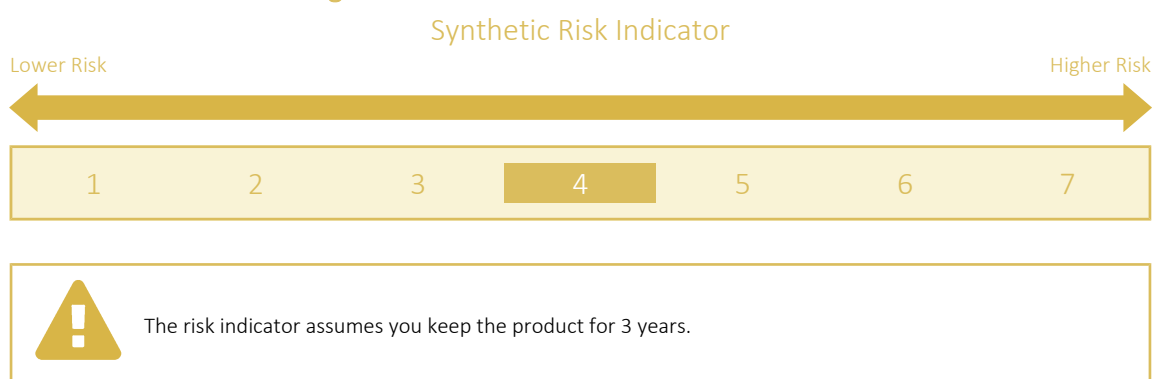 Synthetic Risk Indicator
Lower Risk Higher Risk
1 2 3 4 5 6 7
The risk indicator assumes you keep the product for 3 years.